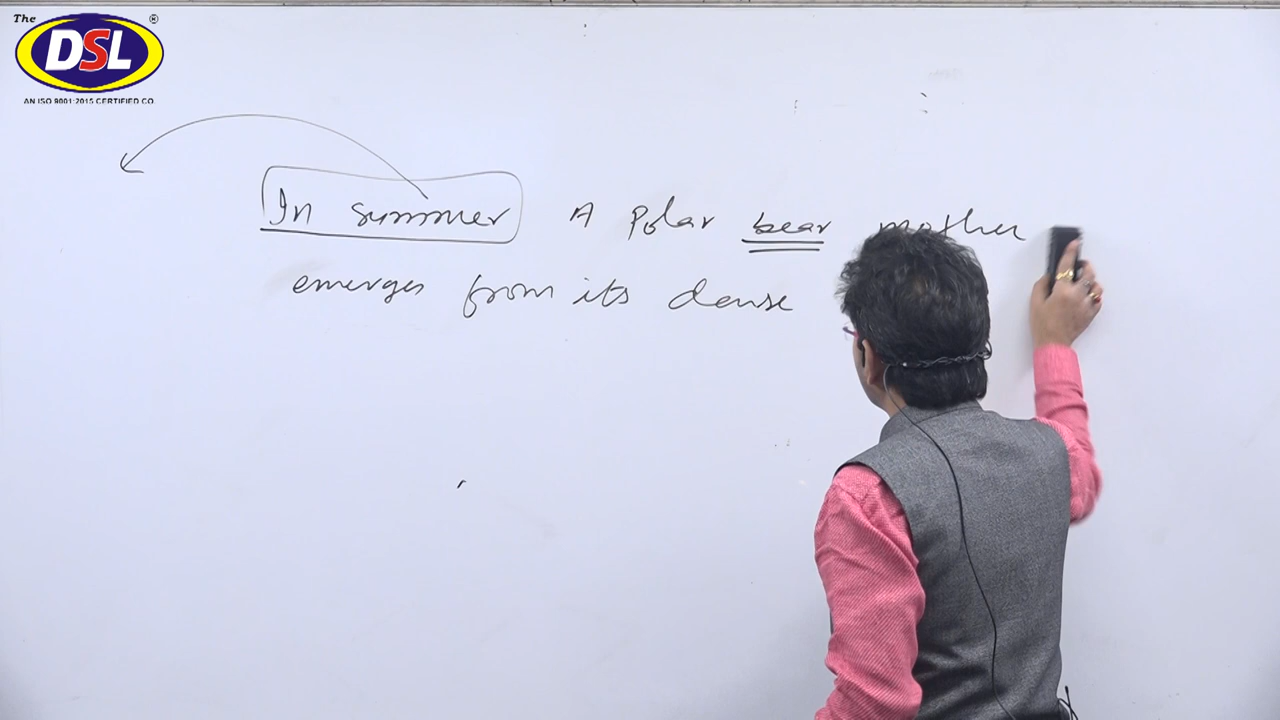 The ®
DSL
AN ISO 9001:2015 CERTIFIED CO.
In summer A Polar bear mother
emerges from its dense